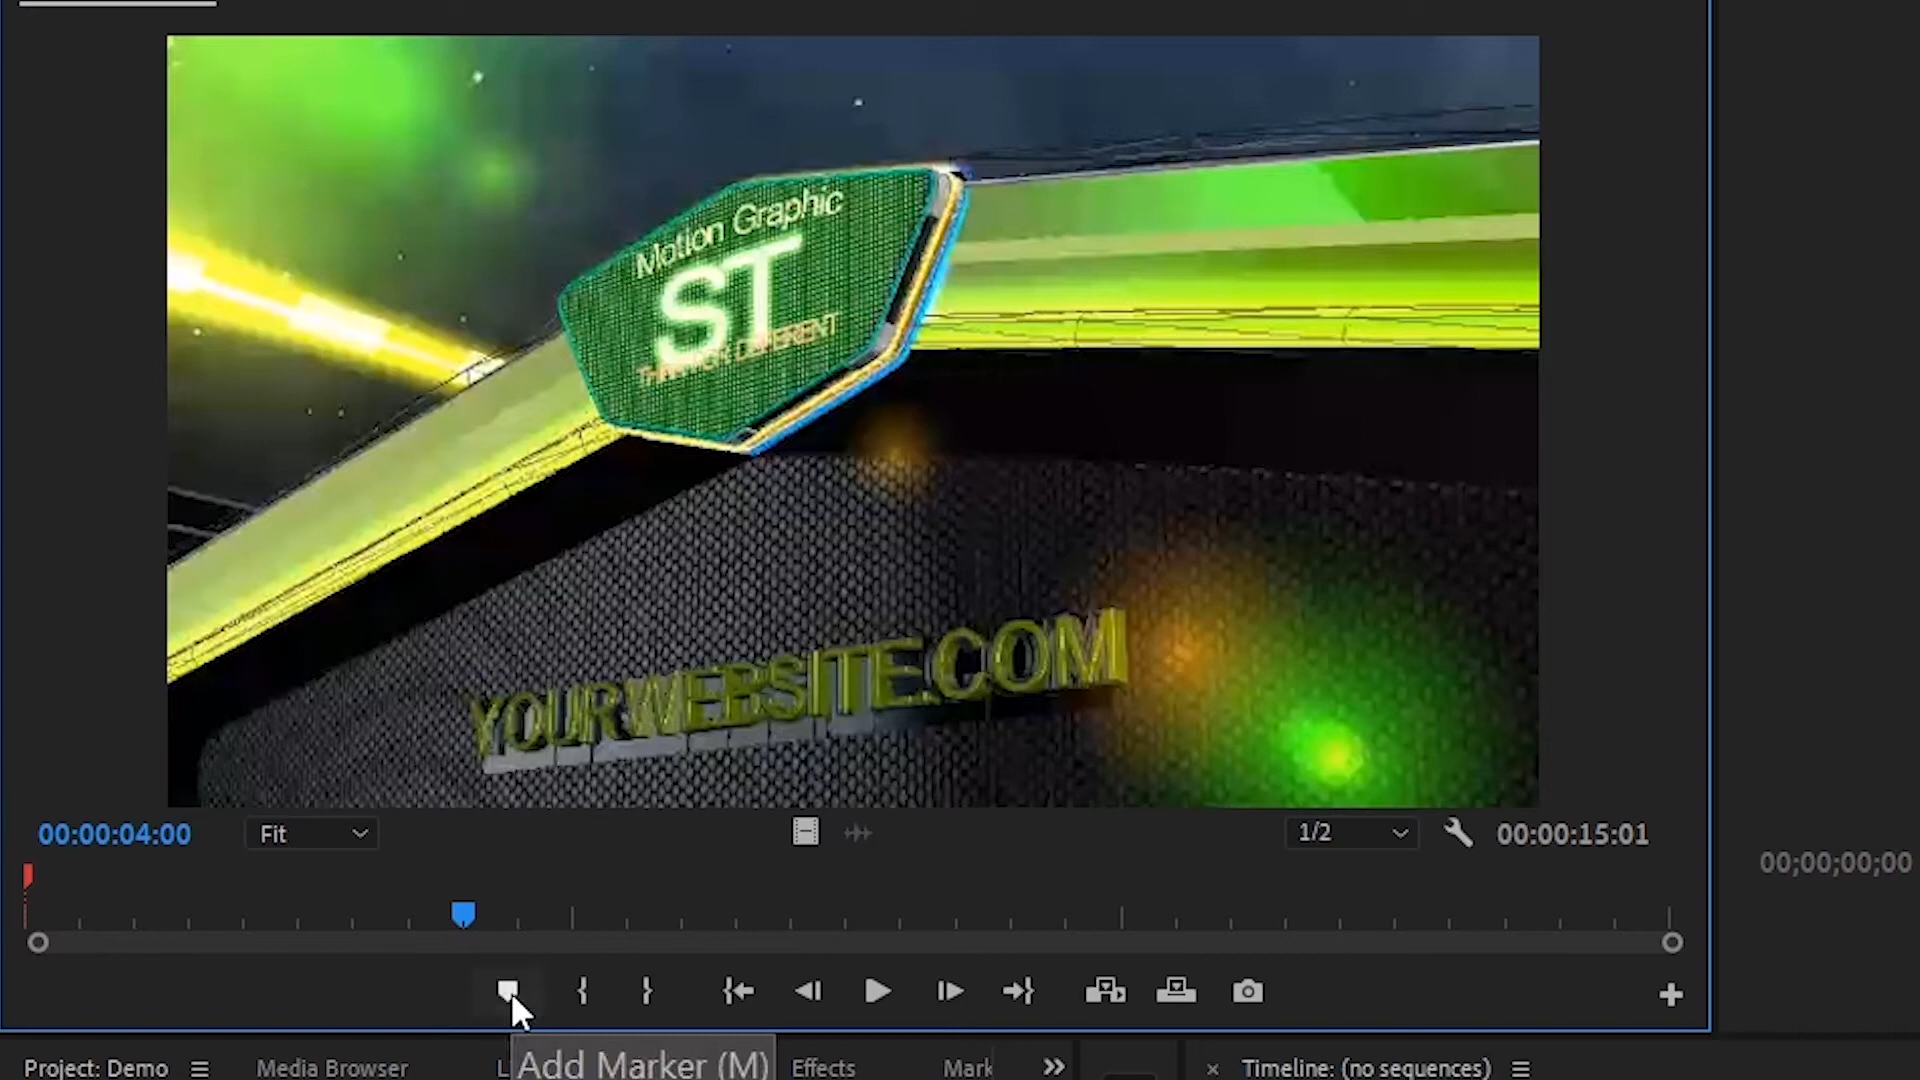 Motion Graphic
ST
YOURWEBSITE.COM
00:00:04:00
Fit
1/2
00:00:15:01
00;00;00;00
Project: Demo
Media Browser
L
Add Marker (M)
Effects
Mark
Timeline: (no sequences)